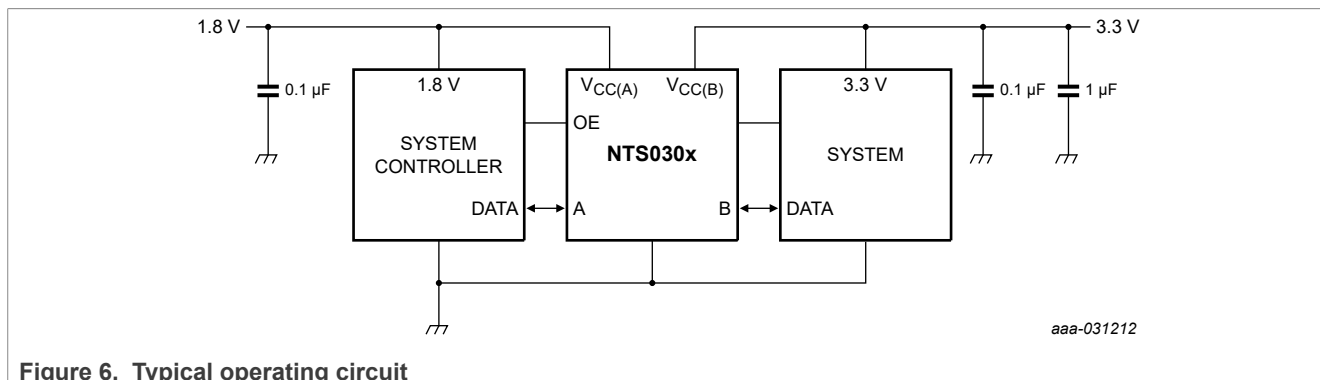 1.8 V
3.3 V
0.1 µF
1.8 V
VCC(A)
VCC(B)
3.3 V
0.1 µF
1 µF
OE
SYSTEM
CONTROLLER
NTS030x
SYSTEM
DATA
A
B
DATA
aaa-031212
Figure 6. Typical operating circuit